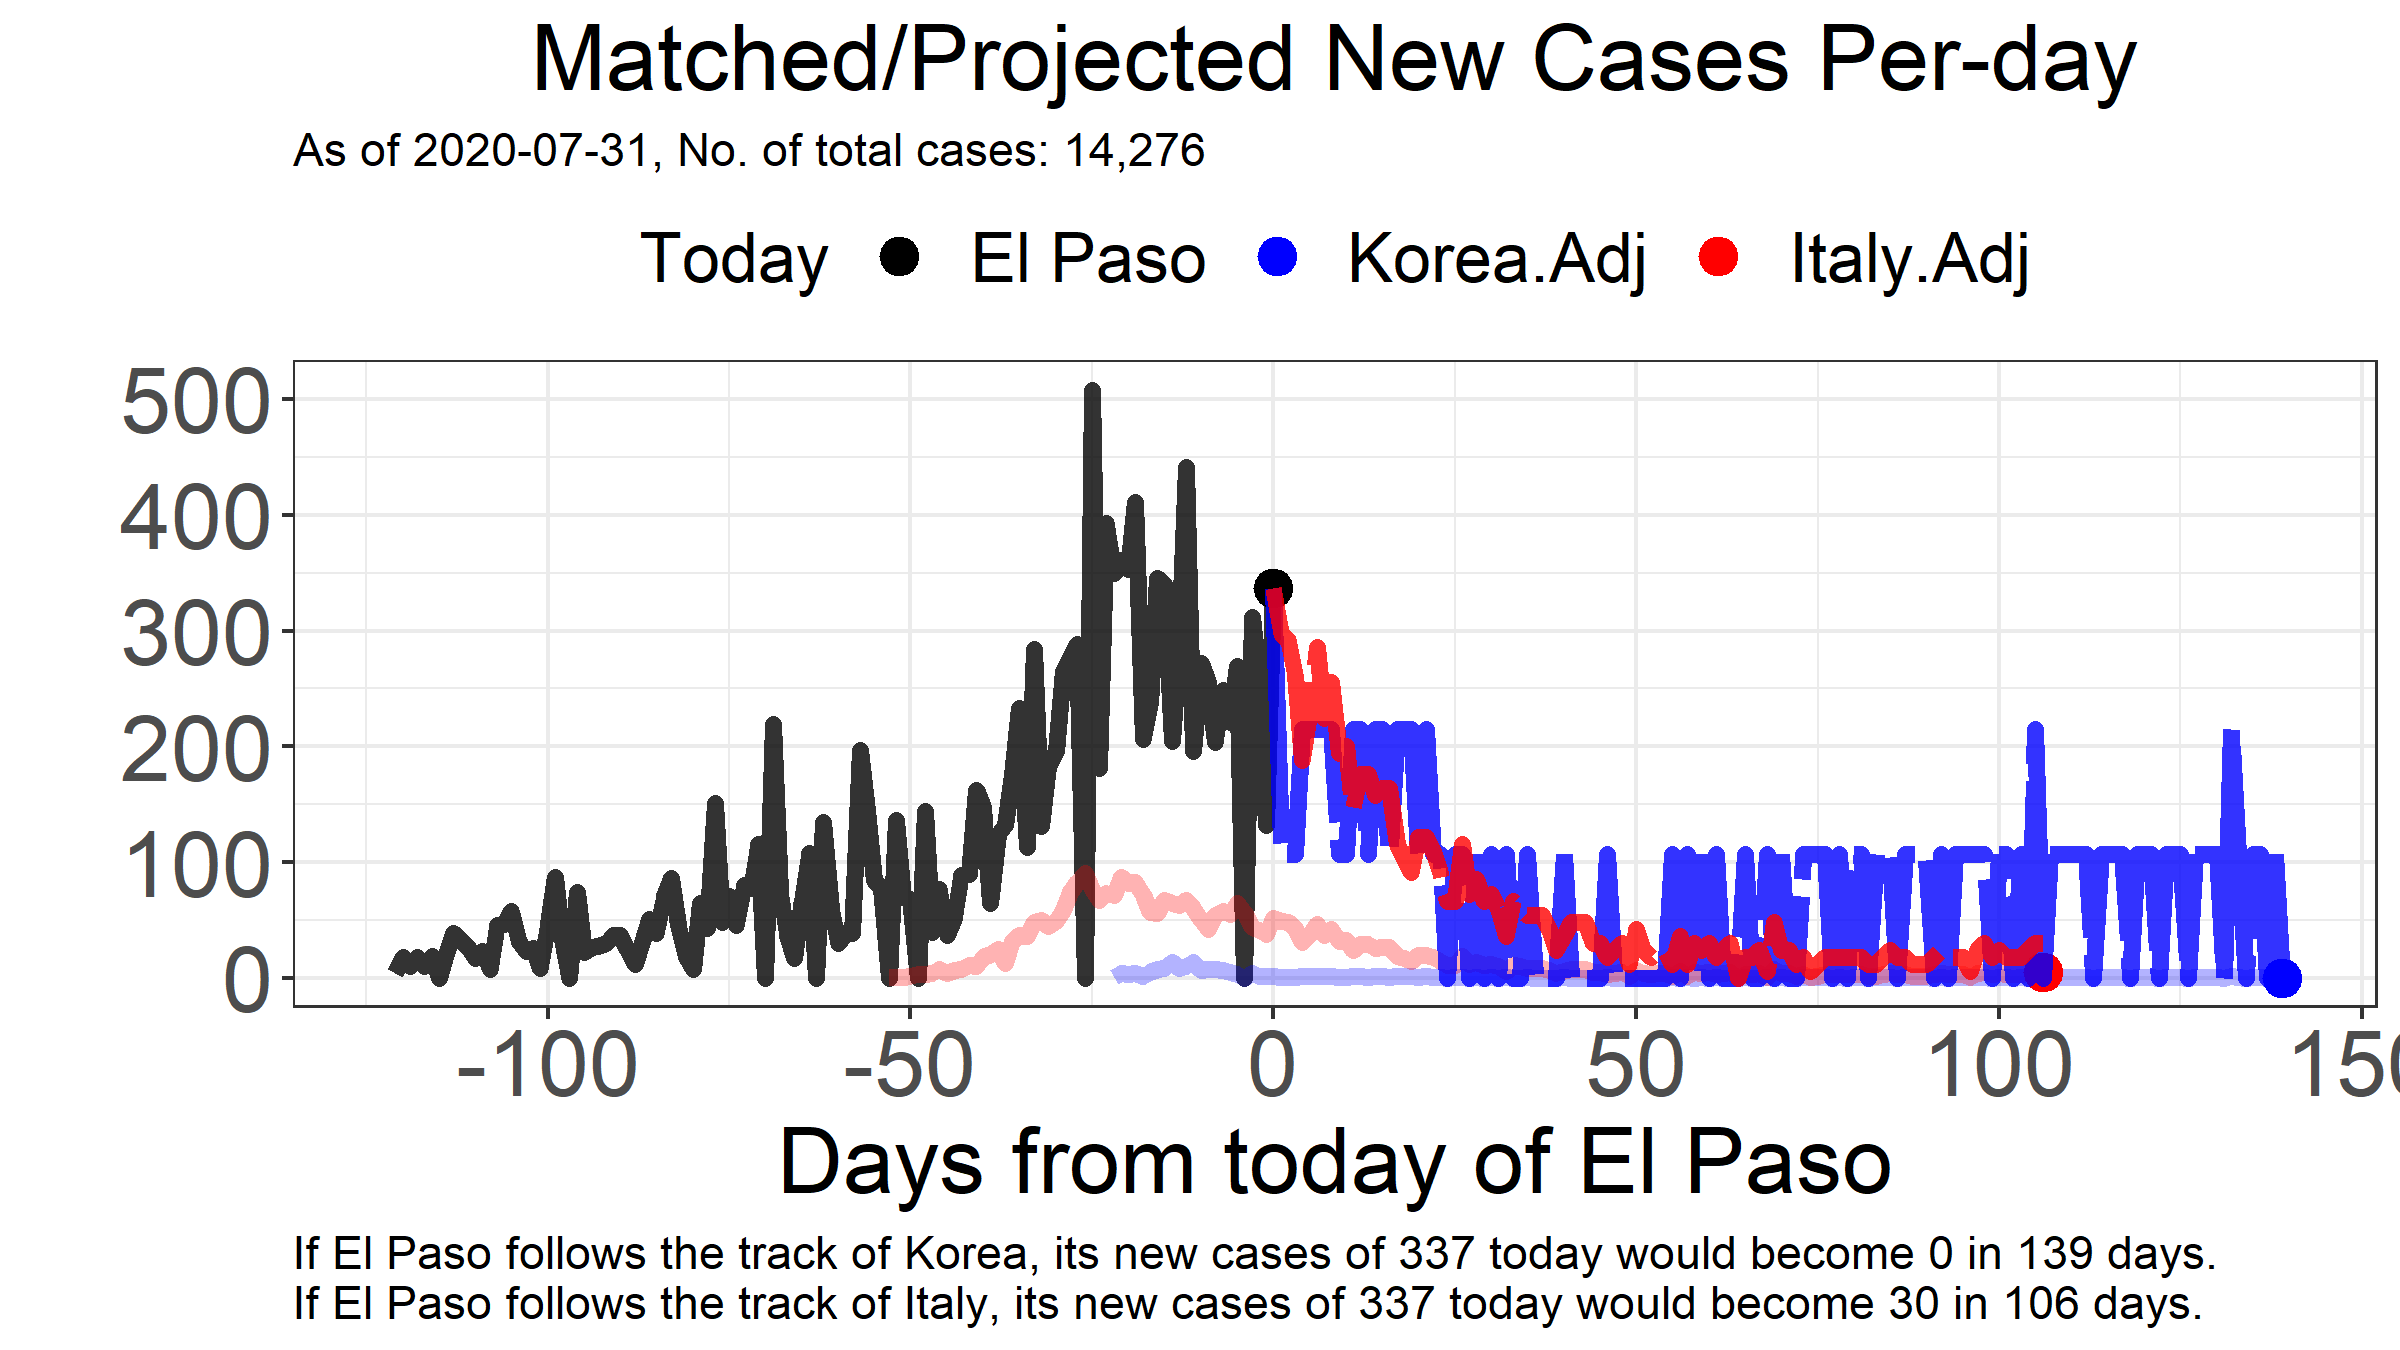 Matched/Projected New Cases Per-day
As of 2020-07-31, No. of total cases: 14,276
Today El Paso Korea.Adj Italy.Adj
500
400
300
200
100
0
-100 -50 0 50 100 150
Days from today of El Paso
If El Paso follows the track of Korea, its new cases of 337 today would become 0 in 139 days.
If El Paso follows the track of Italy, its new cases of 337 today would become 30 in 106 days.